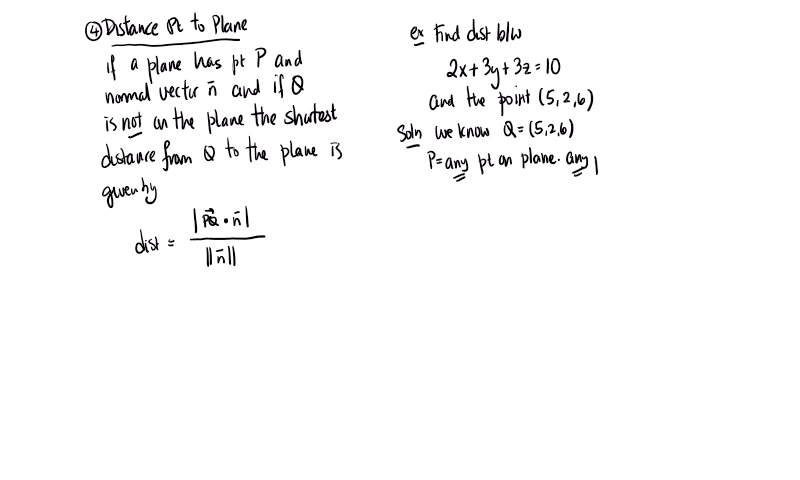 ④ Distance Pt to Plane
if a plane has pt P and
normal vector n̄ and if Q
is not on the plane the shortest
distance from Q to the plane is
given by
dist = |PQ⃗ • n̄| / ||n̄||
ex Find dist b/w
2x+3y+3z=10
and the point (5,2,6)
Soln we know Q=(5,2,6)
P=any pt on plane. any